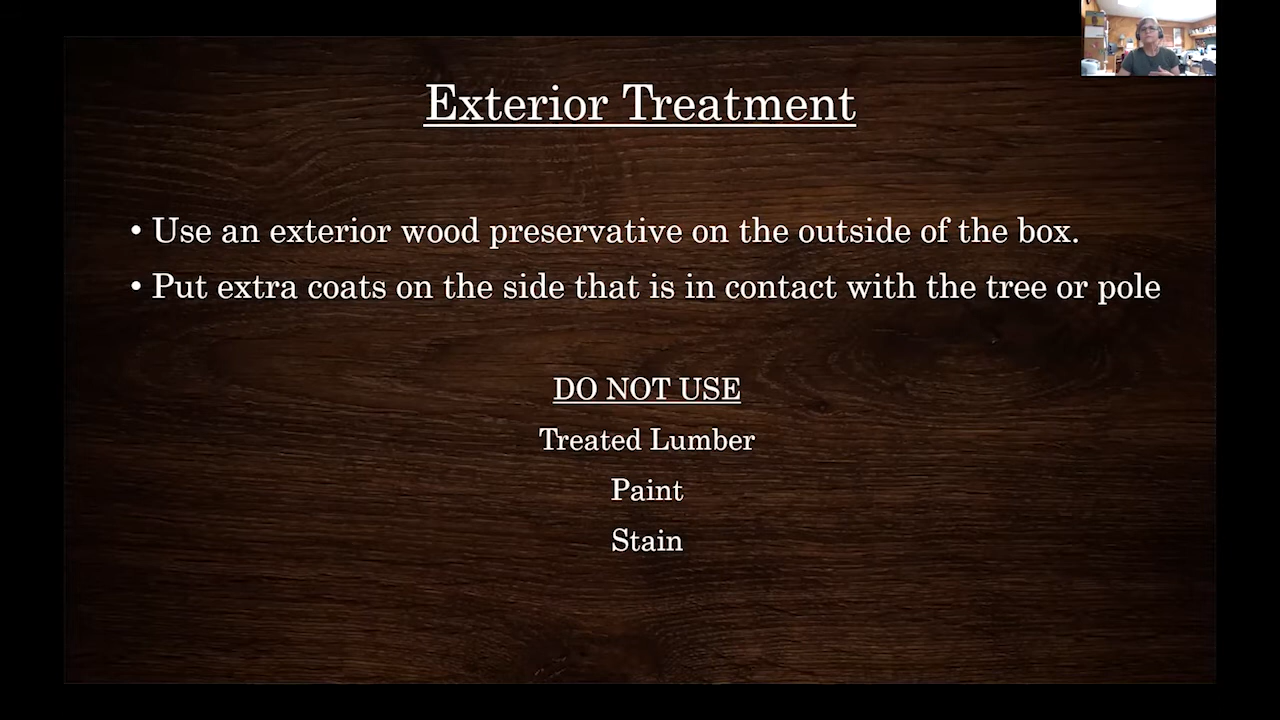 Exterior Treatment
• Use an exterior wood preservative on the outside of the box.
• Put extra coats on the side that is in contact with the tree or pole
DO NOT USE
Treated Lumber
Paint
Stain